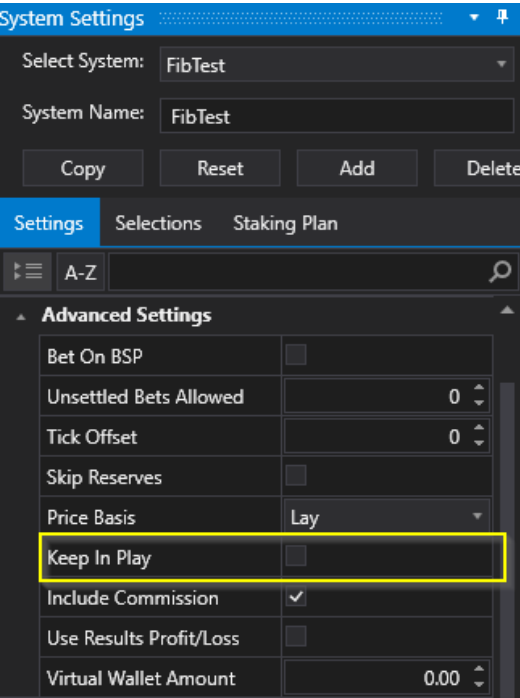 System Settings
Select System: FibTest
System Name: FibTest
Copy Reset Add Delete
Settings Selections Staking Plan
A-Z
Advanced Settings
Bet On BSP
Unsettled Bets Allowed 0
Tick Offset 0
Skip Reserves
Price Basis Lay
Keep In Play
Include Commission
Use Results Profit/Loss
Virtual Wallet Amount 0.00